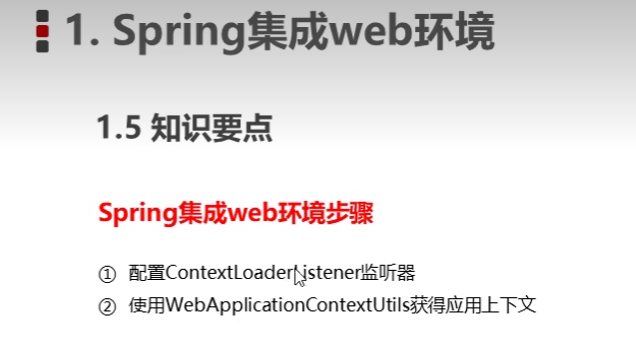 1. Spring集成web环境
1.5 知识要点
Spring集成web环境步骤
① 配置ContextLoaderListener监听器
② 使用WebApplicationContextUtils获得应用上下文